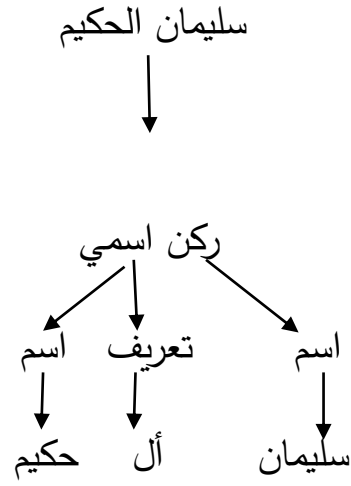 سليمان الحكيم
ركن اسمي
اسم تعريف اسم
سليمان أل حكيم